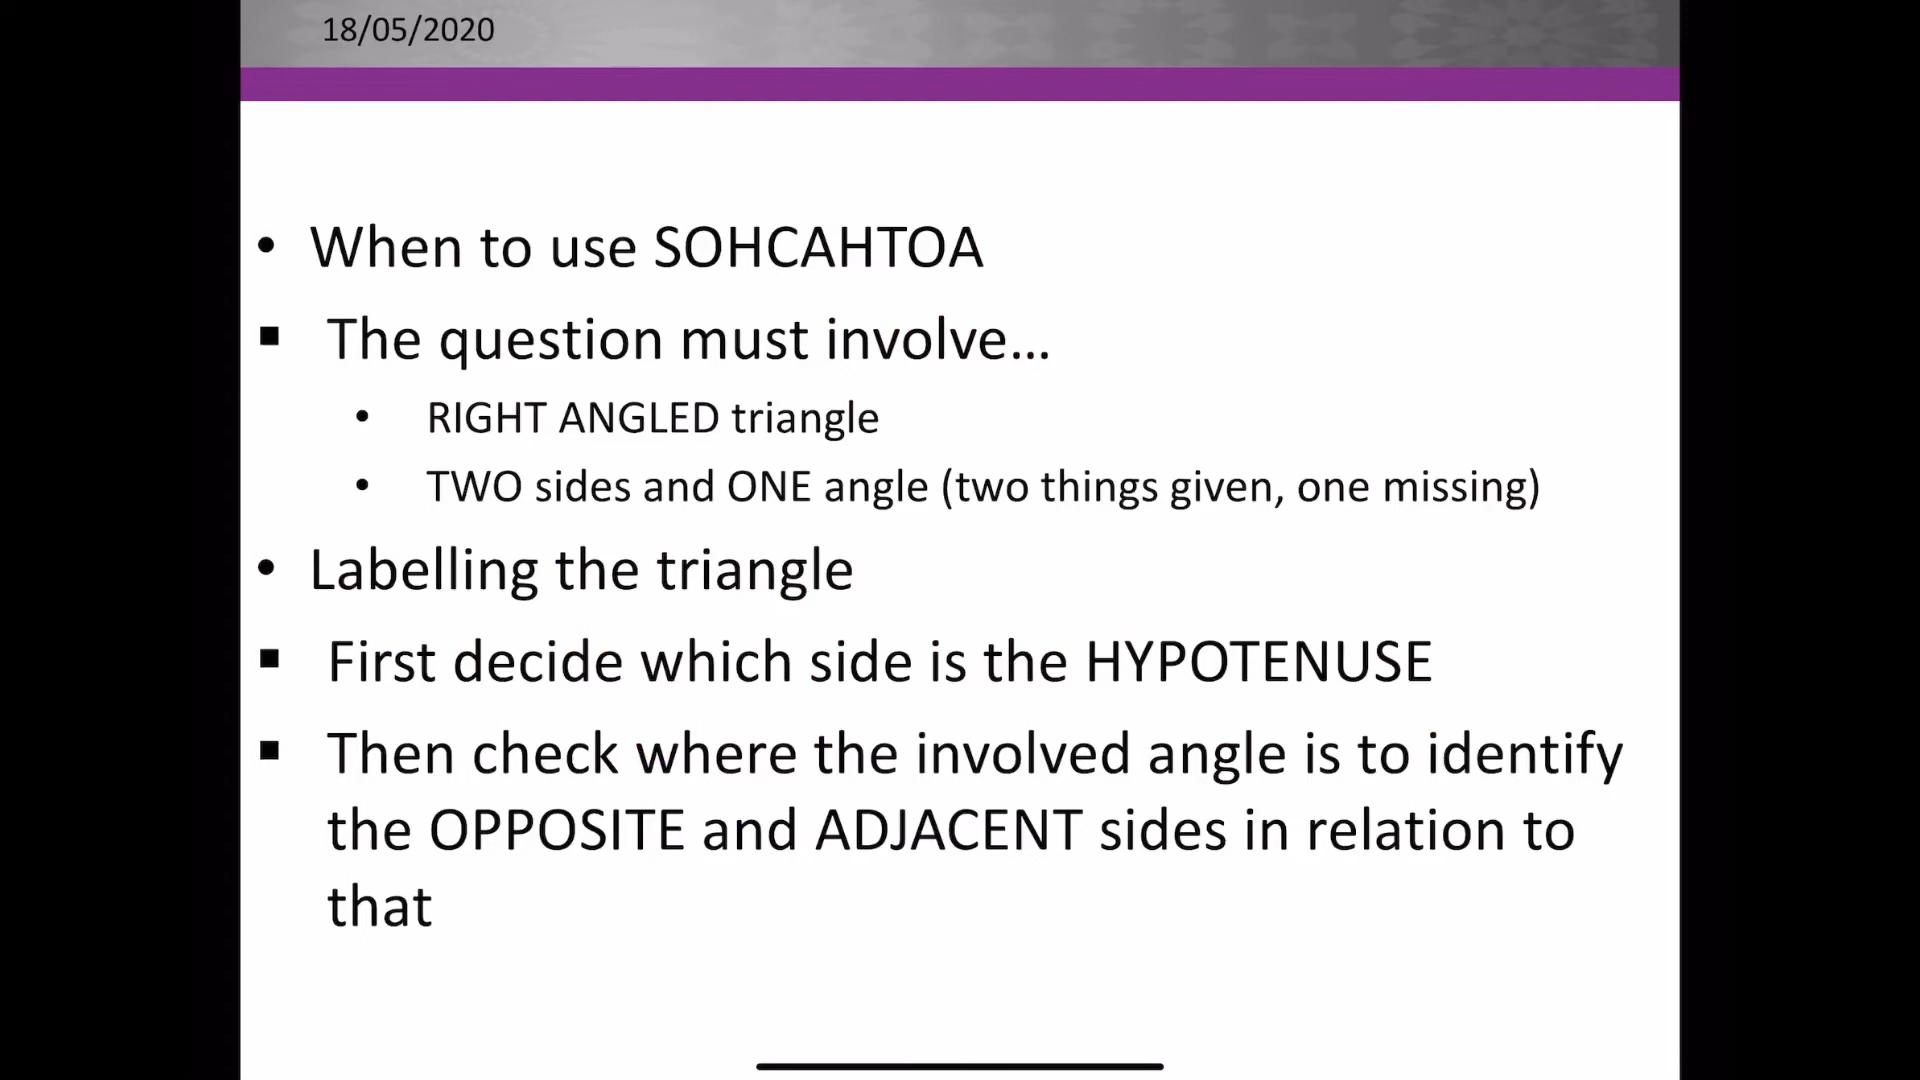 18/05/2020
• When to use SOHCAHTOA
▪ The question must involve...
• RIGHT ANGLED triangle
• TWO sides and ONE angle (two things given, one missing)
• Labelling the triangle
▪ First decide which side is the HYPOTENUSE
▪ Then check where the involved angle is to identify
the OPPOSITE and ADJACENT sides in relation to
that